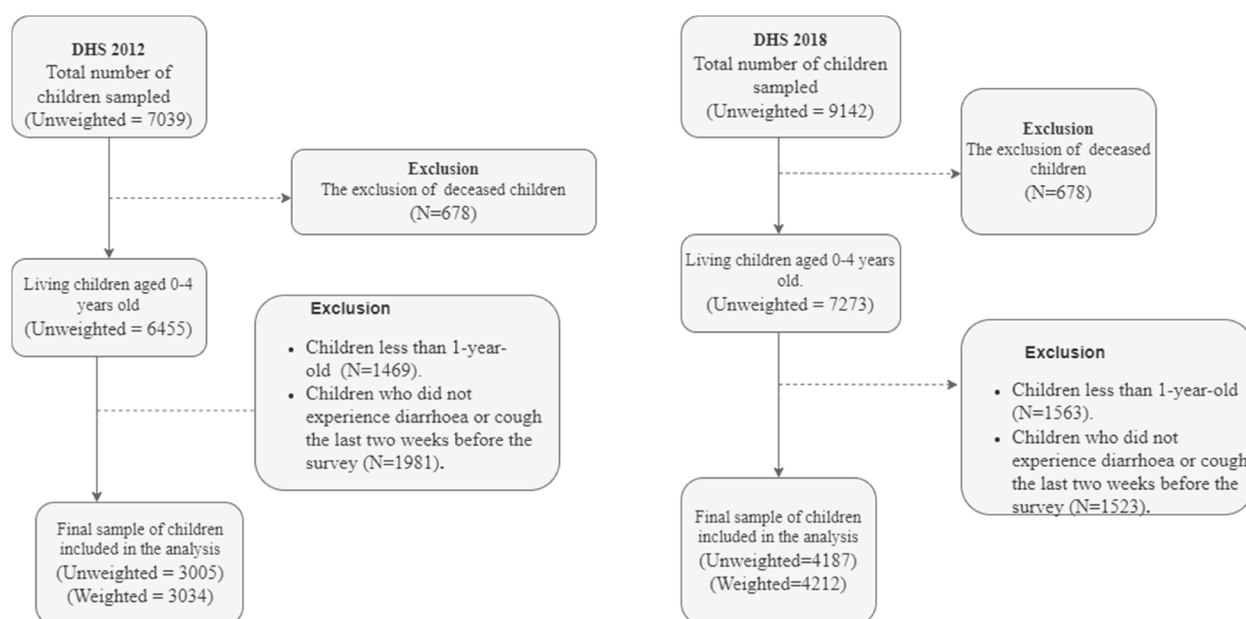 DHS 2012
Total number of
children sampled
(Unweighted = 7039)
Exclusion
The exclusion of deceased children
(N=678)
Living children aged 0-4
years old
(Unweighted = 6455)
Exclusion
• Children less than 1-year-
old (N=1469).
• Children who did not
experience diarrhoea or cough
the last two weeks before the
survey (N=1981).
Final sample of children
included in the analysis
(Unweighted = 3005)
(Weighted = 3034)
DHS 2018
Total number of children
sampled
(Unweighted = 9142)
Exclusion
The exclusion of deceased
children
(N=678)
Living children aged 0-4 years
old.
(Unweighted = 7273)
Exclusion
• Children less than 1-year-old
(N=1563).
• Children who did not
experience diarrhoea or cough
the last two weeks before the
survey (N=1523).
Final sample of children
included in the analysis
(Unweighted=4187)
(Weighted=4212)